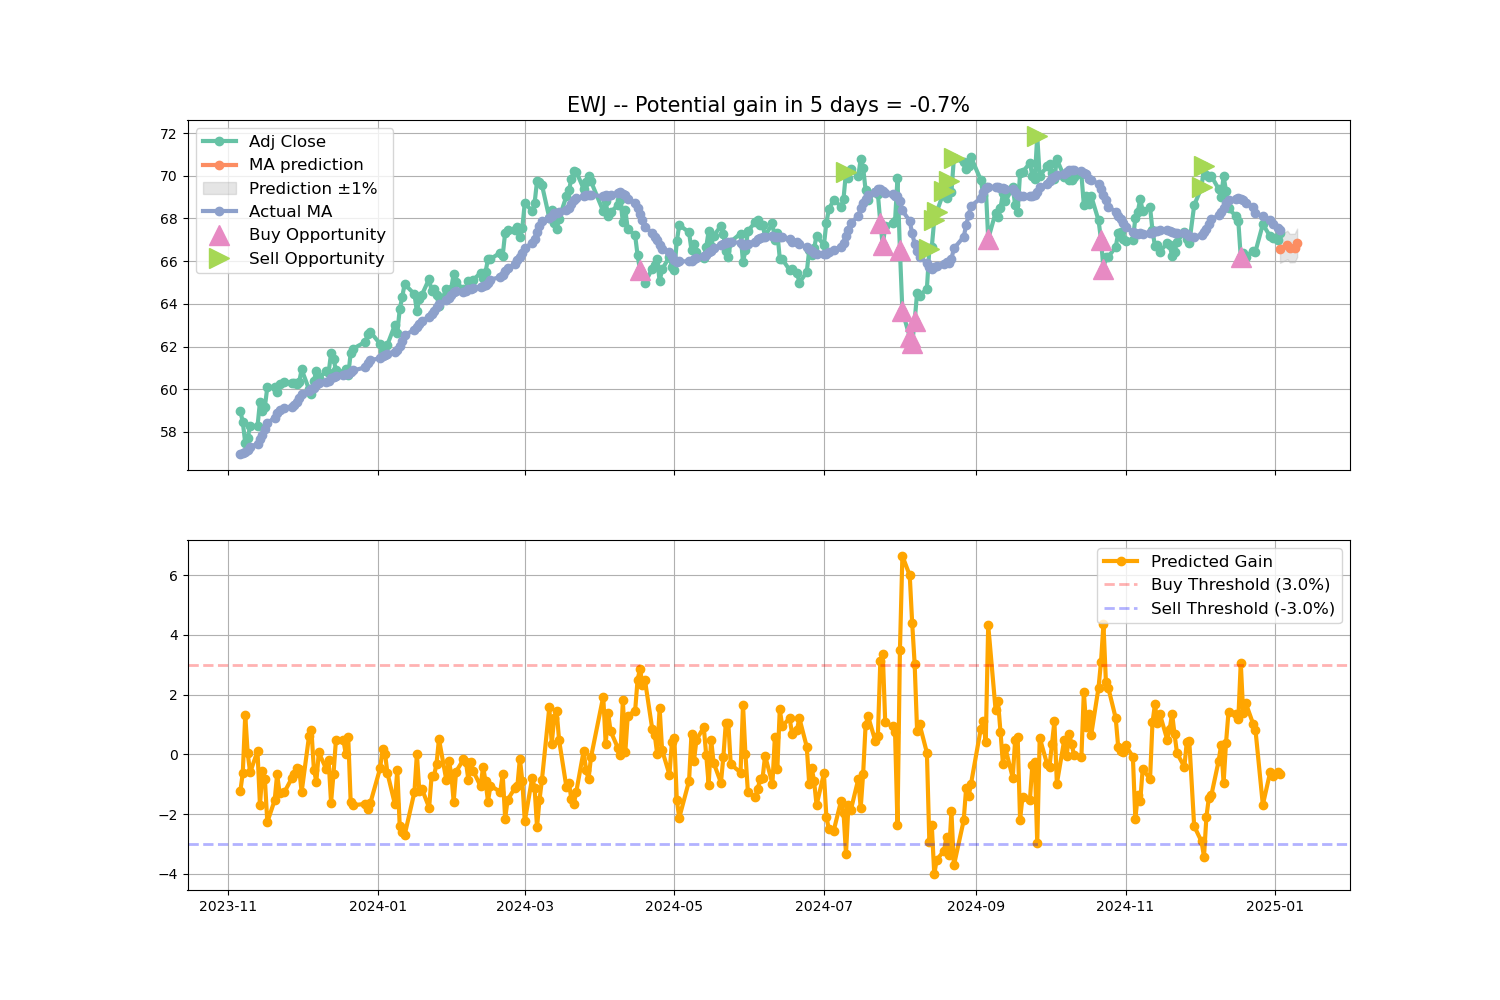 EWJ -- Potential gain in 5 days = -0.7%
72
70
68
66
64
62
60
58
Adj Close
MA prediction
Prediction ±1%
Actual MA
Buy Opportunity
Sell Opportunity
6
4
2
0
−2
−4
Predicted Gain
Buy Threshold (3.0%)
Sell Threshold (-3.0%)
2023-11
2024-01
2024-03
2024-05
2024-07
2024-09
2024-11
2025-01